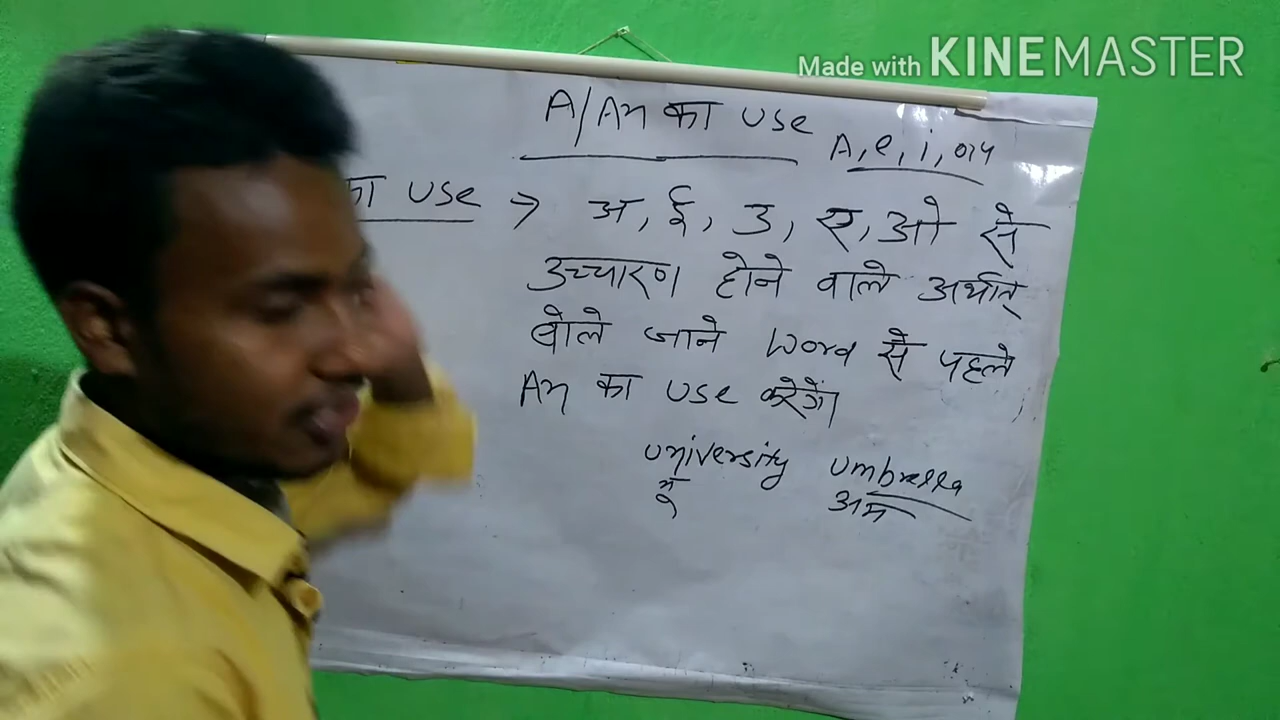 Made with KINEMASTER
A/An का use
A, e, i, o, u
का use → अ, ई, उ, ए, ओ से
उच्चारण होने वाले अर्थात्
बोले जाने word से पहले
An का use करेगें।
university umbrella
यू अम